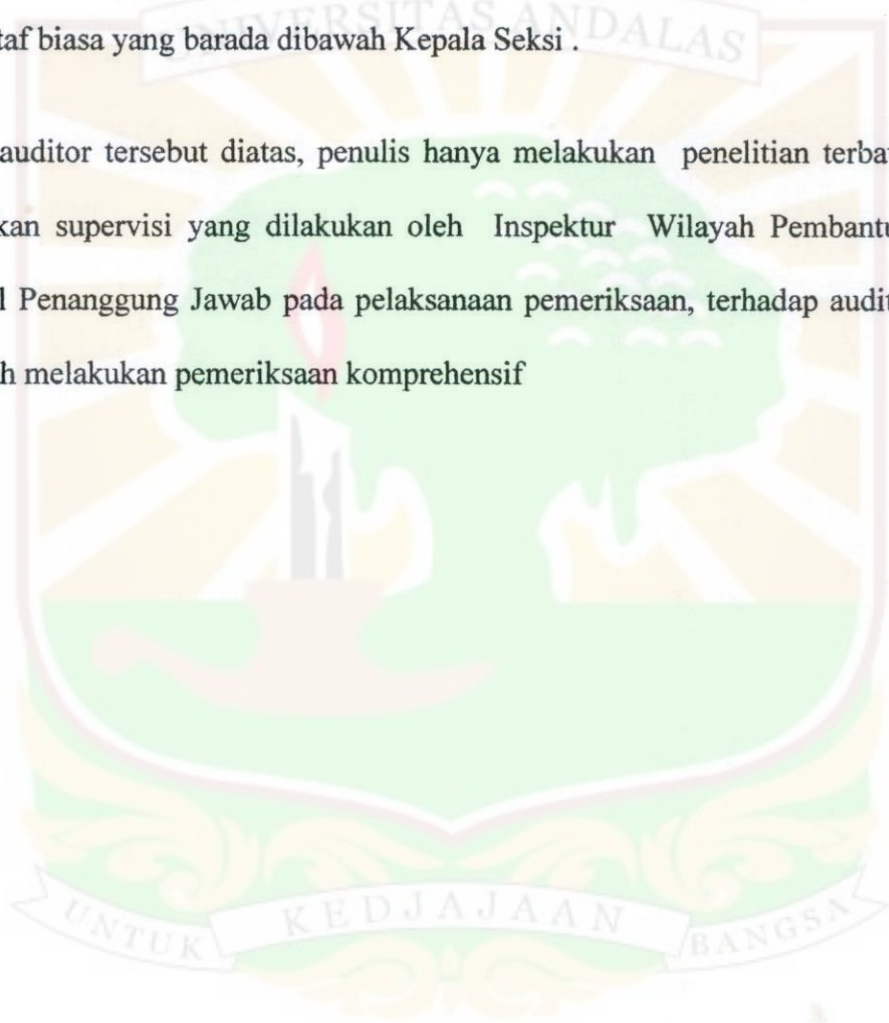 UNIVERSITAS ANDALAS
taf biasa yang barada dibawah Kepala Seksi .
auditor tersebut diatas, penulis hanya melakukan penelitian terba
kan supervisi yang dilakukan oleh Inspektur Wilayah Pembantu
l Penanggung Jawab pada pelaksanaan pemeriksaan, terhadap audit
h melakukan pemeriksaan komprehensif
UNTUK KEDJAJAAN BANGSA